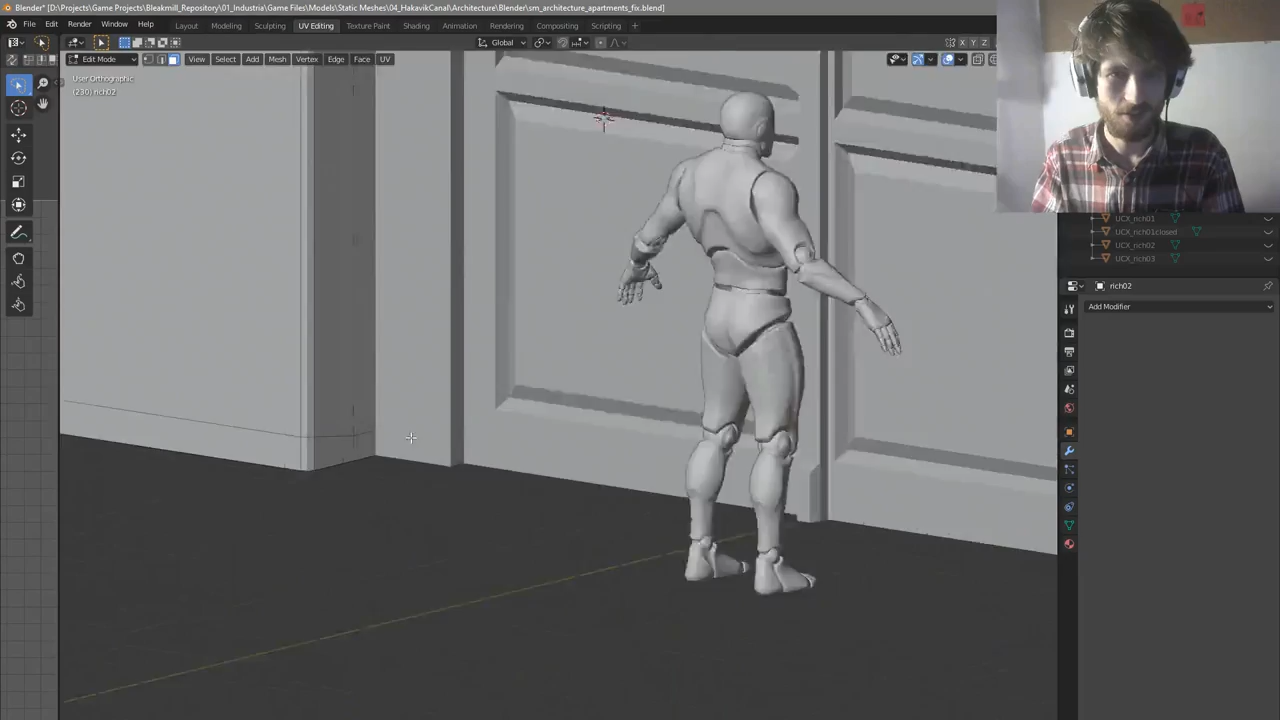 Blender* [D:\Projects\Game Projects\Bleakmill_Repository\01_Industria\Game Files\Models\Static Meshes\04_HakavikCanal\Architecture\Blender\sm_architecture_apartments_fix.blend]
File Edit Render Window Help Layout Modeling Sculpting UV Editing Texture Paint Shading Animation Rendering Compositing Scripting +
Global X Y Z
Edit Mode View Select Add Mesh Vertex Edge Face UV
User Orthographic
(230) rich02
UCX_rich01
UCX_rich01closed
UCX_rich02
UCX_rich03
rich02
Add Modifier